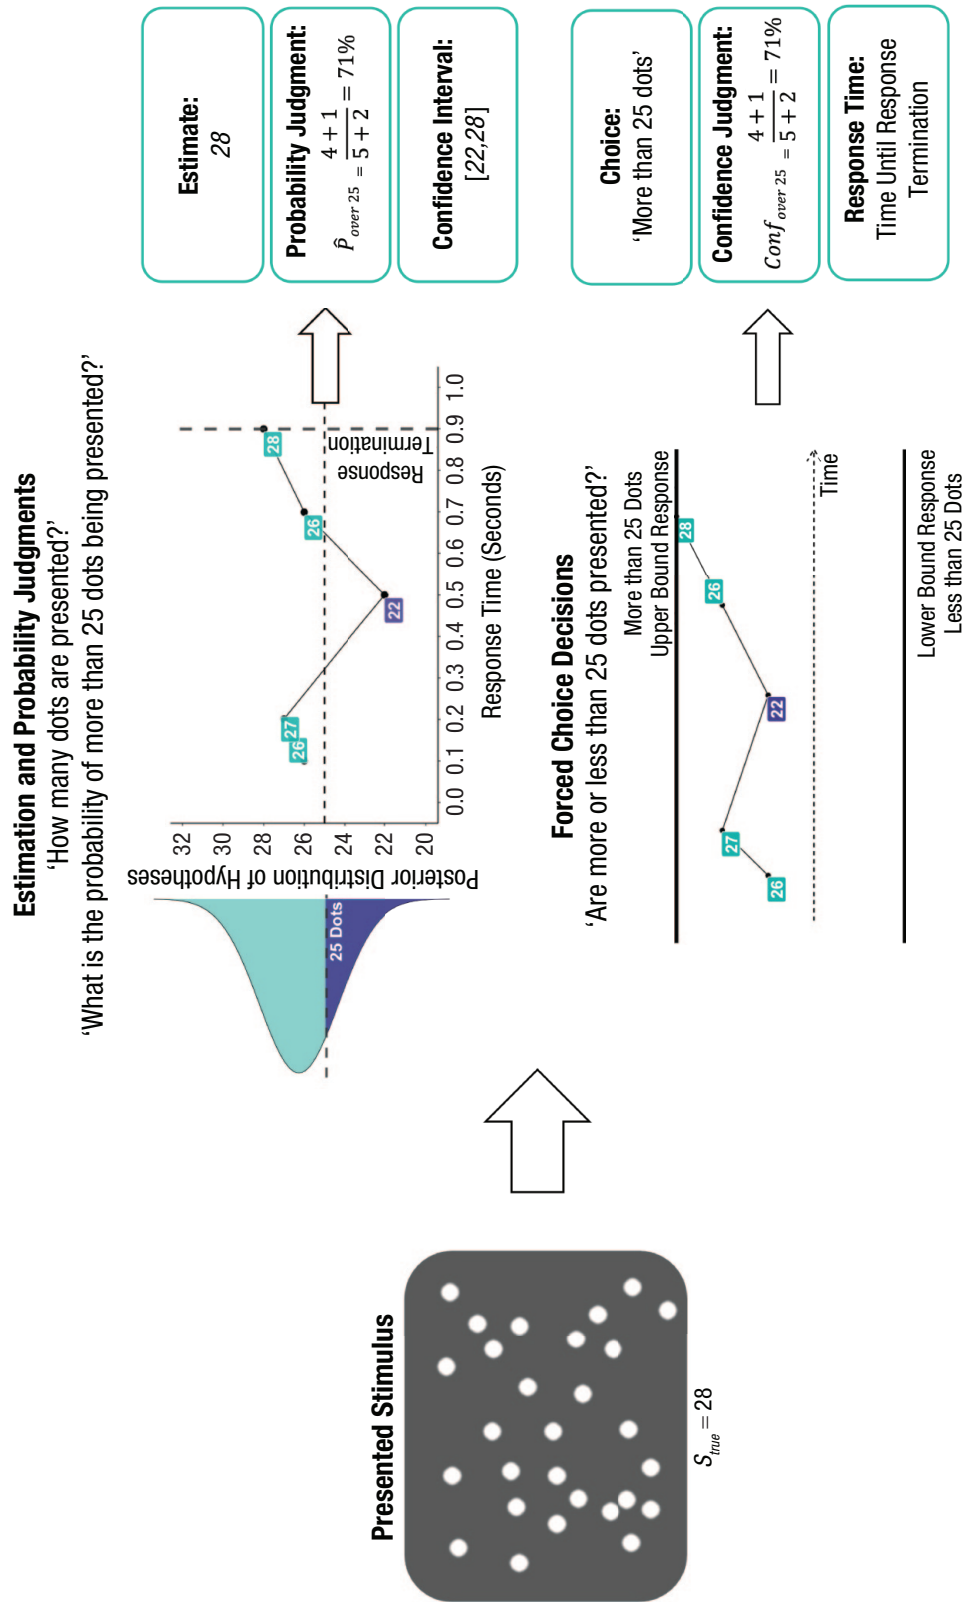 Presented Stimulus
S_true = 28
Estimation and Probability Judgments
‘How many dots are presented?’
‘What is the probability of more than 25 dots being presented?’
25 Dots
Posterior Distribution of Hypotheses
32
30
28
26
24
22
20
26
27
22
26
28
Response
Termination
0.0 0.1 0.2 0.3 0.4 0.5 0.6 0.7 0.8 0.9 1.0
Response Time (Seconds)
Estimate:
28
Probability Judgment:
P̂_over 25 = (4 + 1)/(5 + 2) = 71%
Confidence Interval:
[22,28]
Forced Choice Decisions
‘Are more or less than 25 dots presented?’
More than 25 Dots
Upper Bound Response
26
27
22
26
28
Time
Lower Bound Response
Less than 25 Dots
Choice:
‘More than 25 dots’
Confidence Judgment:
Conf_over 25 = (4 + 1)/(5 + 2) = 71%
Response Time:
Time Until Response
Termination